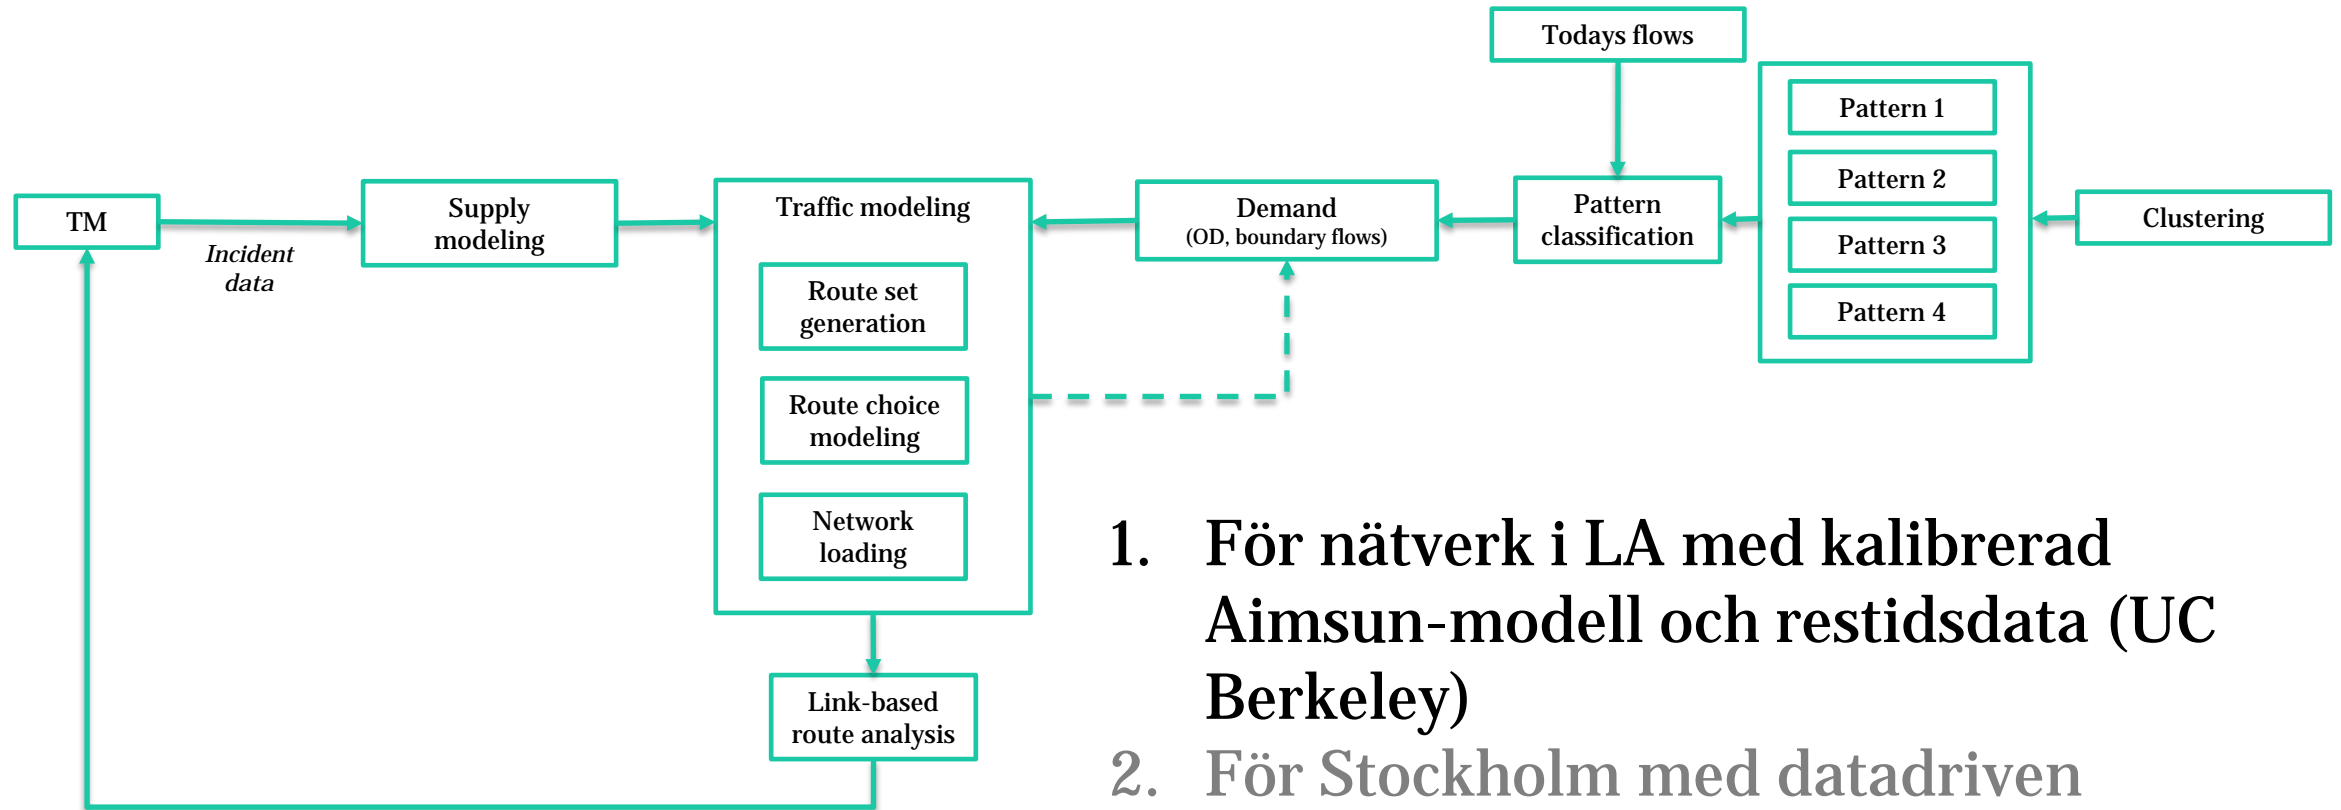 Todays flows
Pattern 1
Pattern 2
Pattern 3
Pattern 4
Clustering
Pattern
classification
Demand
(OD, boundary flows)
TM
Incident
data
Supply
modeling
Traffic modeling
Route set
generation
Route choice
modeling
Network
loading
Link-based
route analysis
1. För nätverk i LA med kalibrerad
Aimsun-modell och restidsdata (UC
Berkeley)
2. För Stockholm med datadriven